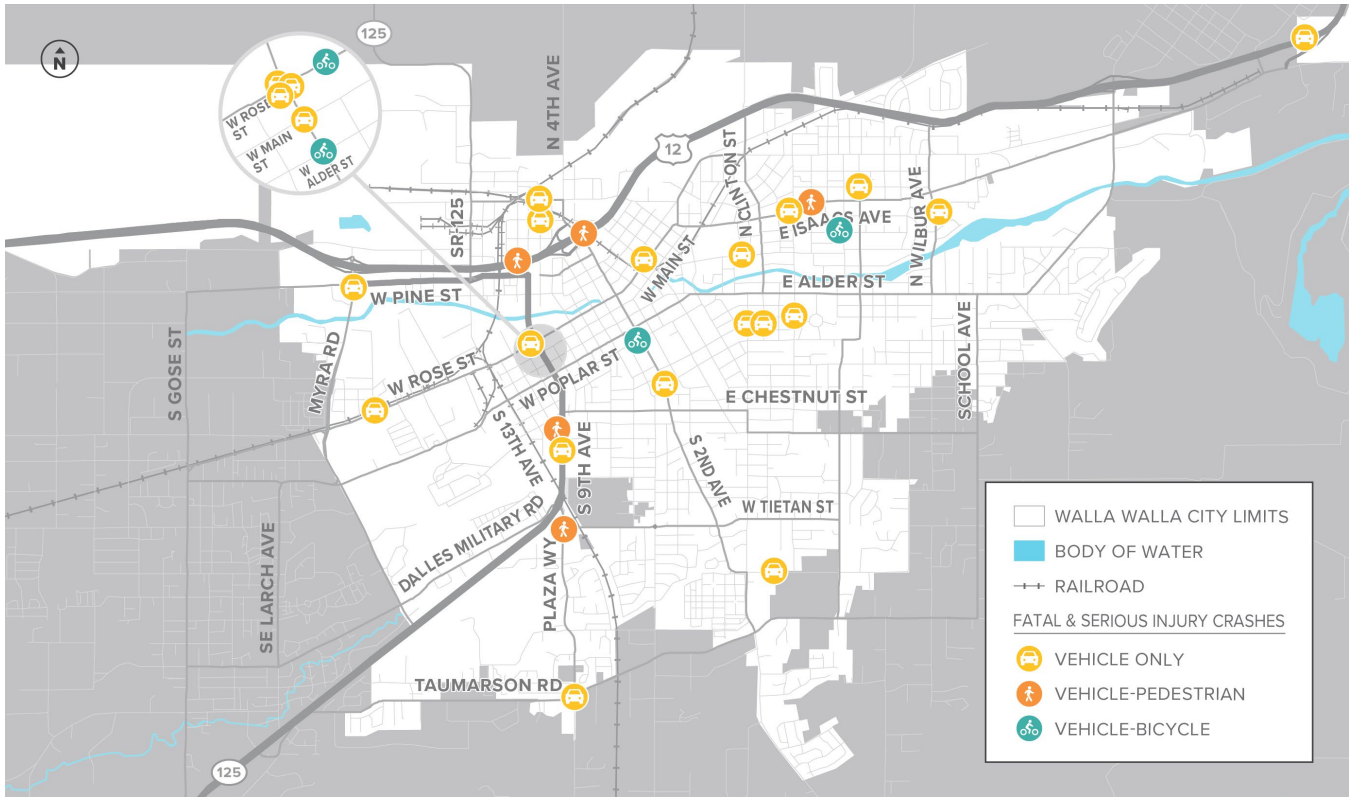 N
125
W ROSE
ST
W MAIN
ST
W
ALDER ST
N 4TH AVE
12
N CLINTON ST
SR-125
E ISAACS AVE
N WILBUR AVE
W MAIN ST
E ALDER ST
W PINE ST
S GOSE ST
MYRA RD
W ROSE ST
W POPLAR ST
E CHESTNUT ST
SCHOOL AVE
S 13TH AVE
S 9TH AVE
S 2ND AVE
W TIETAN ST
DALLES MILITARY RD
SE LARCH AVE
PLAZA WY
TAUMARSON RD
125
WALLA WALLA CITY LIMITS
BODY OF WATER
RAILROAD
FATAL & SERIOUS INJURY CRASHES
VEHICLE ONLY
VEHICLE-PEDESTRIAN
VEHICLE-BICYCLE